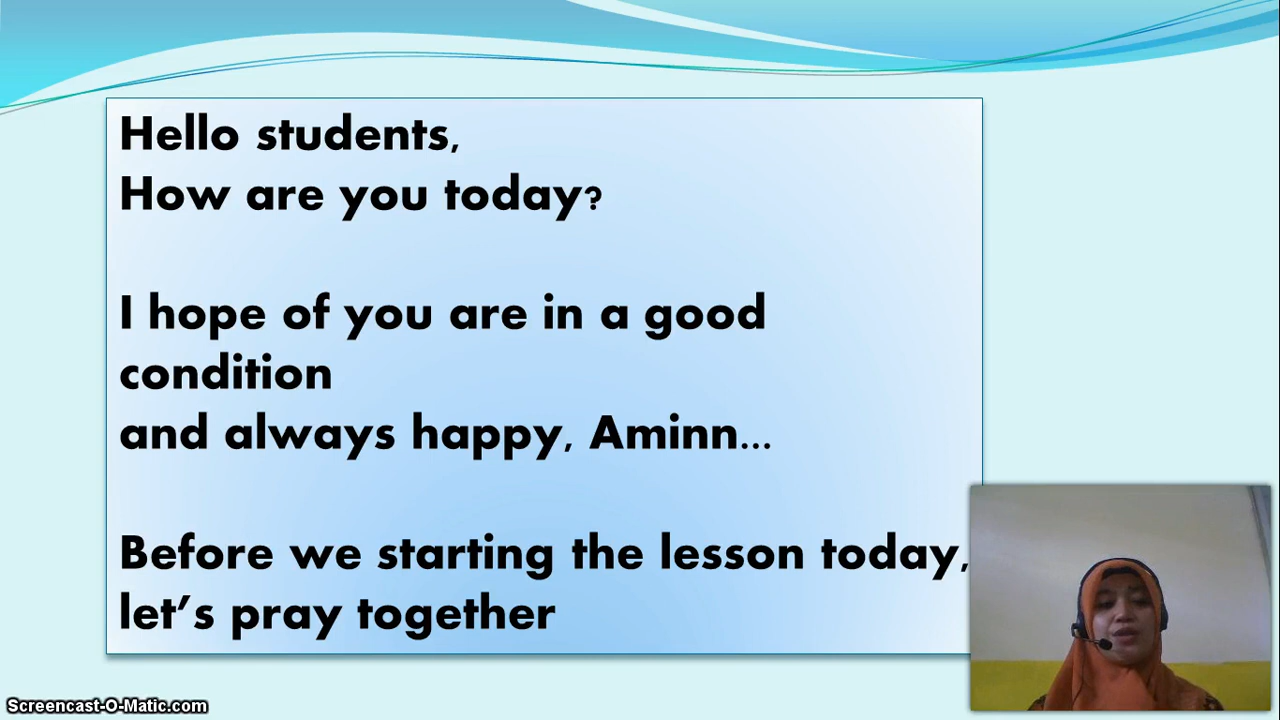 Hello students,
How are you today?
I hope of you are in a good
condition
and always happy, Aminn...
Before we starting the lesson today,
let’s pray together
Screencast-O-Matic.com